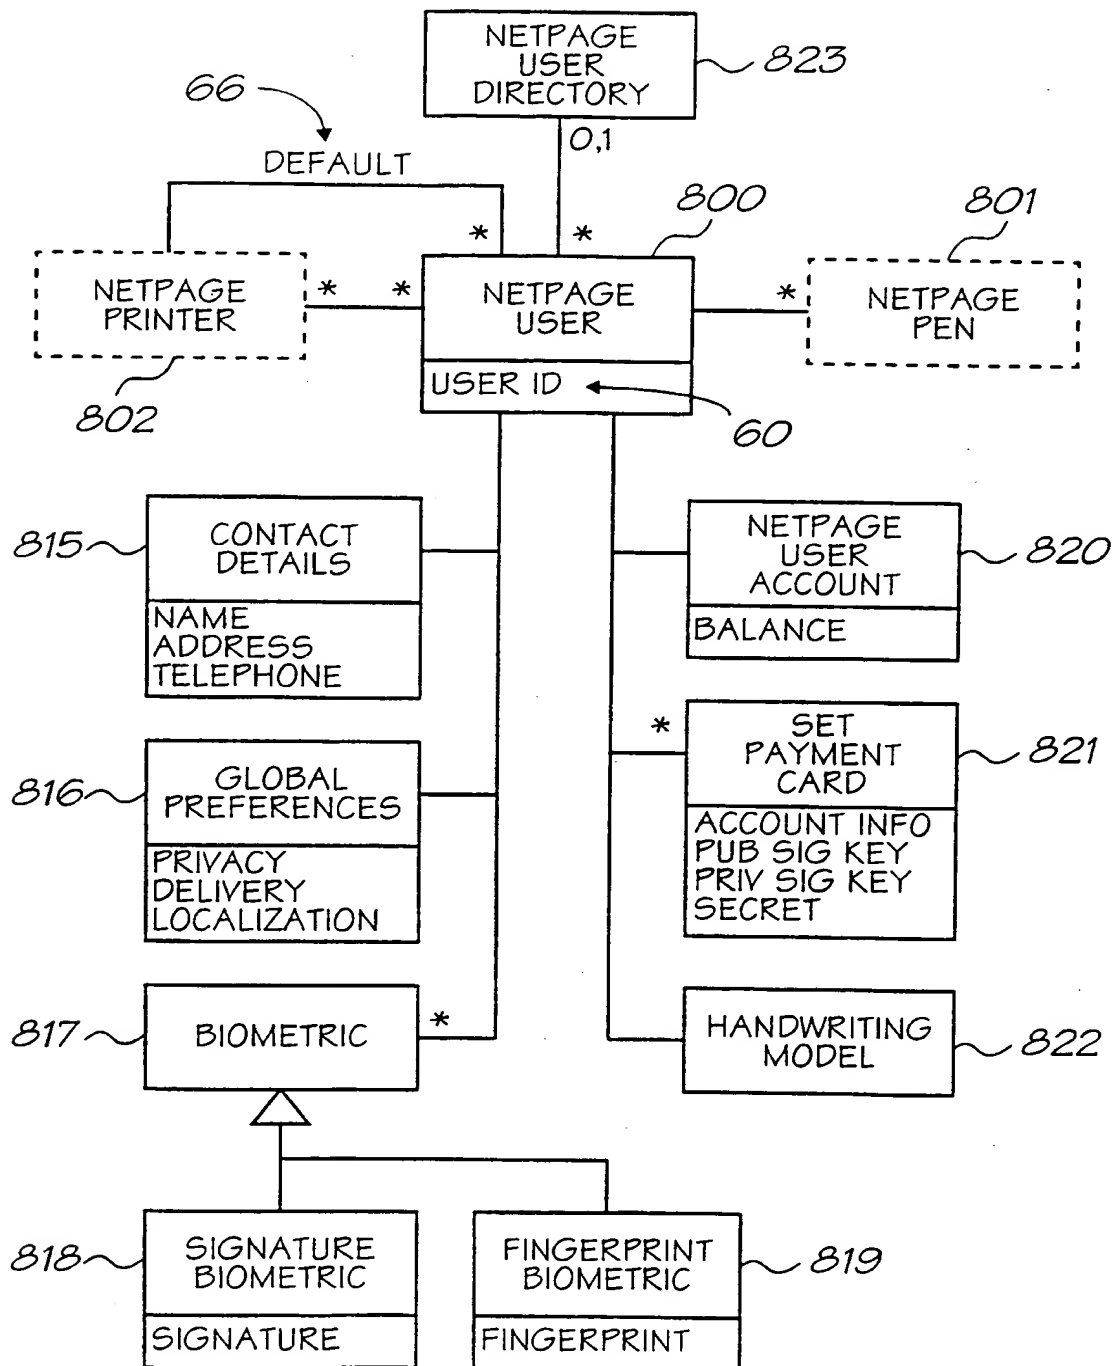 NETPAGE
USER
DIRECTORY
823
66
0,1
DEFAULT
800
801
*
*
NETPAGE
PRINTER
*
*
NETPAGE
USER
*
NETPAGE
PEN
802
USER ID
60
815
CONTACT
DETAILS
NAME
ADDRESS
TELEPHONE
NETPAGE
USER
ACCOUNT
820
BALANCE
816
GLOBAL
PREFERENCES
PRIVACY
DELIVERY
LOCALIZATION
*
SET
PAYMENT
CARD
821
ACCOUNT INFO
PUB SIG KEY
PRIV SIG KEY
SECRET
817
BIOMETRIC
*
HANDWRITING
MODEL
822
818
SIGNATURE
BIOMETRIC
SIGNATURE
FINGERPRINT
BIOMETRIC
819
FINGERPRINT